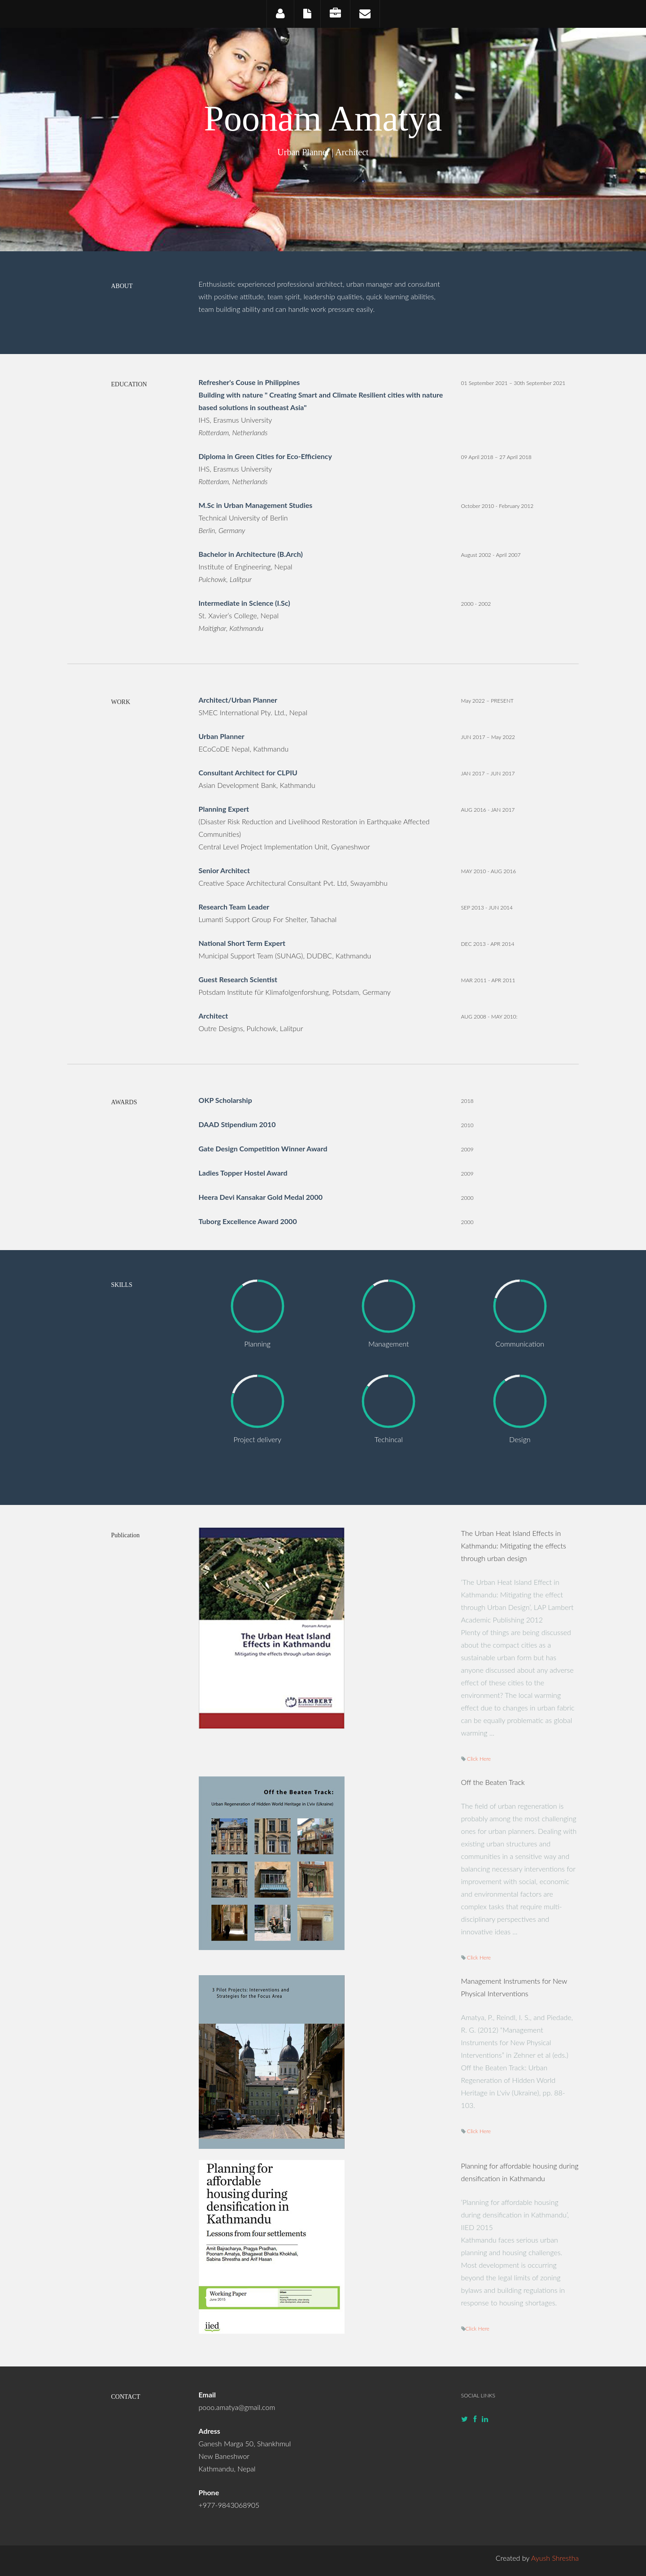 Poonam Amatya
Urban Planner | Architect
ABOUT
Enthusiastic experienced professional architect, urban manager and consultant
with positive attitude, team spirit, leadership qualities, quick learning abilities,
team building ability and can handle work pressure easily.
EDUCATION
Refresher's Couse in Philippines
01 September 2021 – 30th September 2021
Building with nature " Creating Smart and Climate Resilient cities with nature
based solutions in southeast Asia"
IHS, Erasmus University
Rotterdam, Netherlands
Diploma in Green Cities for Eco-Efficiency
09 April 2018 – 27 April 2018
IHS, Erasmus University
Rotterdam, Netherlands
M.Sc in Urban Management Studies
October 2010 - February 2012
Technical University of Berlin
Berlin, Germany
Bachelor in Architecture (B.Arch)
August 2002 - April 2007
Institute of Engineering, Nepal
Pulchowk, Lalitpur
Intermediate in Science (I.Sc)
2000 - 2002
St. Xavier's College, Nepal
Maitighar, Kathmandu
WORK
Architect/Urban Planner
May 2022 – PRESENT
SMEC International Pty. Ltd., Nepal
Urban Planner
JUN 2017 – May 2022
ECoCoDE Nepal, Kathmandu
Consultant Architect for CLPIU
JAN 2017 – JUN 2017
Asian Development Bank, Kathmandu
Planning Expert
AUG 2016 - JAN 2017
(Disaster Risk Reduction and Livelihood Restoration in Earthquake Affected
Communities)
Central Level Project Implementation Unit, Gyaneshwor
Senior Architect
MAY 2010 - AUG 2016
Creative Space Architectural Consultant Pvt. Ltd, Swayambhu
Research Team Leader
SEP 2013 - JUN 2014
Lumanti Support Group For Shelter, Tahachal
National Short Term Expert
DEC 2013 - APR 2014
Municipal Support Team (SUNAG), DUDBC, Kathmandu
Guest Research Scientist
MAR 2011 - APR 2011
Potsdam Institute für Klimafolgenforshung, Potsdam, Germany
Architect
AUG 2008 - MAY 2010
Outre Designs, Pulchowk, Lalitpur
AWARDS
OKP Scholarship
2018
DAAD Stipendium 2010
2010
Gate Design Competition Winner Award
2009
Ladies Topper Hostel Award
2009
Heera Devi Kansakar Gold Medal 2000
2000
Tuborg Excellence Award 2000
2000
SKILLS
Planning
Management
Communication
Project delivery
Techincal
Design
Publication
Poonam Amatya
The Urban Heat Island
Effects in Kathmandu
Mitigating the effects through urban design
LAMBERT
The Urban Heat Island Effects in
Kathmandu: Mitigating the effects
through urban design
'The Urban Heat Island Effect in
Kathmandu: Mitigating the effect
through Urban Design', LAP Lambert
Academic Publishing 2012
Plenty of things are being discussed
about the compact cities as a
sustainable urban form but has
anyone discussed about any adverse
effect of these cities to the
environment? The local warming
effect due to changes in urban fabric
can be equally problematic as global
warming ...
Click Here
Off the Beaten Track:
Urban Regeneration of Hidden World Heritage in L'viv (Ukraine)
Off the Beaten Track
The field of urban regeneration is
probably among the most challenging
ones for urban planners. Dealing with
existing urban structures and
communities in a sensitive way and
balancing necessary interventions for
improvement with social, economic
and environmental factors are
complex tasks that require multi-
disciplinary perspectives and
innovative ideas ...
Click Here
3 Pilot Projects: Interventions and
Strategies for the Focus Area
Management Instruments for New
Physical Interventions
Amatya, P., Reindl, I. S., and Piedade,
R. G. (2012) "Management
Instruments for New Physical
Interventions" in Zehner et al (eds.)
Off the Beaten Track: Urban
Regeneration of Hidden World
Heritage in L'viv (Ukraine), pp. 88-
103.
Click Here
Planning for
affordable
housing during
densification in
Kathmandu
Lessons from four settlements
Amit Bajracharya, Pragya Pradhan,
Poonam Amatya, Bhagawat Bhakta Khokhali,
Sabina Shrestha and Arif Hasan
Working Paper
June 2015
iied
Planning for affordable housing during
densification in Kathmandu
'Planning for affordable housing
during densification in Kathmandu',
IIED 2015
Kathmandu faces serious urban
planning and housing challenges.
Most development is occurring
beyond the legal limits of zoning
bylaws and building regulations in
response to housing shortages,
Click Here
CONTACT
Email
pooo.amatya@gmail.com
Adress
Ganesh Marga 50, Shankhmul
New Baneshwor
Kathmandu, Nepal
Phone
+977-9843068905
SOCIAL LINKS
Created by Ayush Shrestha